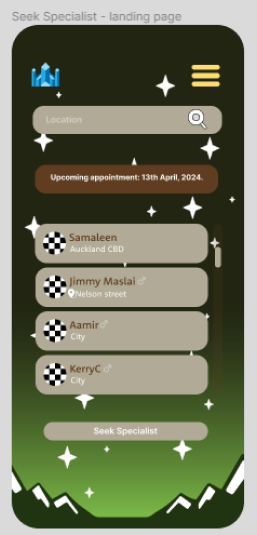 Seek Specialist - landing page
Location
Upcoming appointment: 13th April, 2024.
Samaleen
Auckland CBD
Jimmy Maslai♂
Nelson street
Aamir♂
City
KerryC ♂
City
Seek Specialist